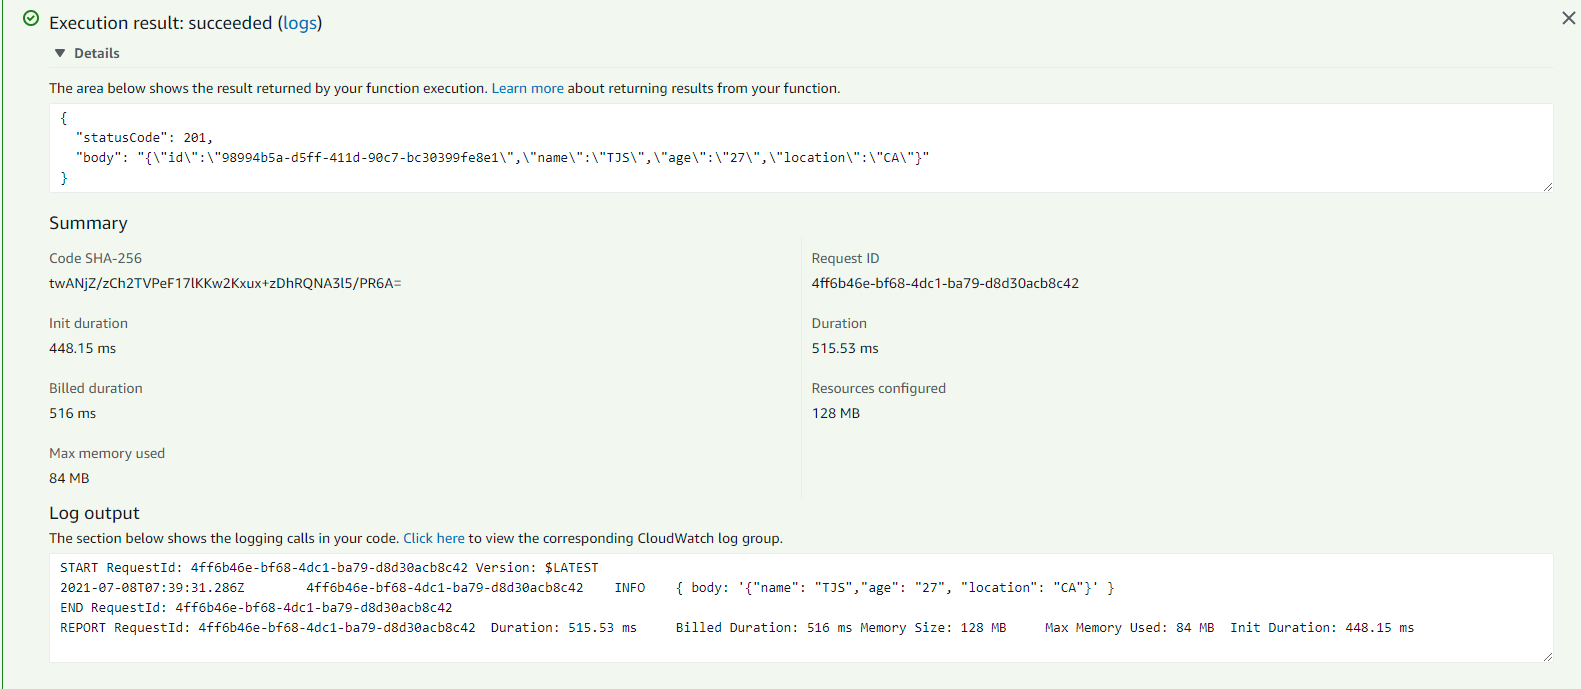 Execution result: succeeded (logs)
Details
The area below shows the result returned by your function execution. Learn more about returning results from your function.
{
  "statusCode": 201,
  "body": "{\"id\":\"98994b5a-d5ff-411d-90c7-bc30399fe8e1\",\"name\":\"TJS\",\"age\":\"27\",\"location\":\"CA\"}"
}
Summary
Code SHA-256
twANjZ/zCh2TVPeF17lKKw2Kxux+zDhRQNA3l5/PR6A=
Request ID
4ff6b46e-bf68-4dc1-ba79-d8d30acb8c42
Init duration
448.15 ms
Duration
515.53 ms
Billed duration
516 ms
Resources configured
128 MB
Max memory used
84 MB
Log output
The section below shows the logging calls in your code. Click here to view the corresponding CloudWatch log group.
START RequestId: 4ff6b46e-bf68-4dc1-ba79-d8d30acb8c42 Version: $LATEST
2021-07-08T07:39:31.286Z	4ff6b46e-bf68-4dc1-ba79-d8d30acb8c42	INFO	{ body: '{"name": "TJS","age": "27", "location": "CA"}' }
END RequestId: 4ff6b46e-bf68-4dc1-ba79-d8d30acb8c42
REPORT RequestId: 4ff6b46e-bf68-4dc1-ba79-d8d30acb8c42	Duration: 515.53 ms	Billed Duration: 516 ms	Memory Size: 128 MB	Max Memory Used: 84 MB	Init Duration: 448.15 ms